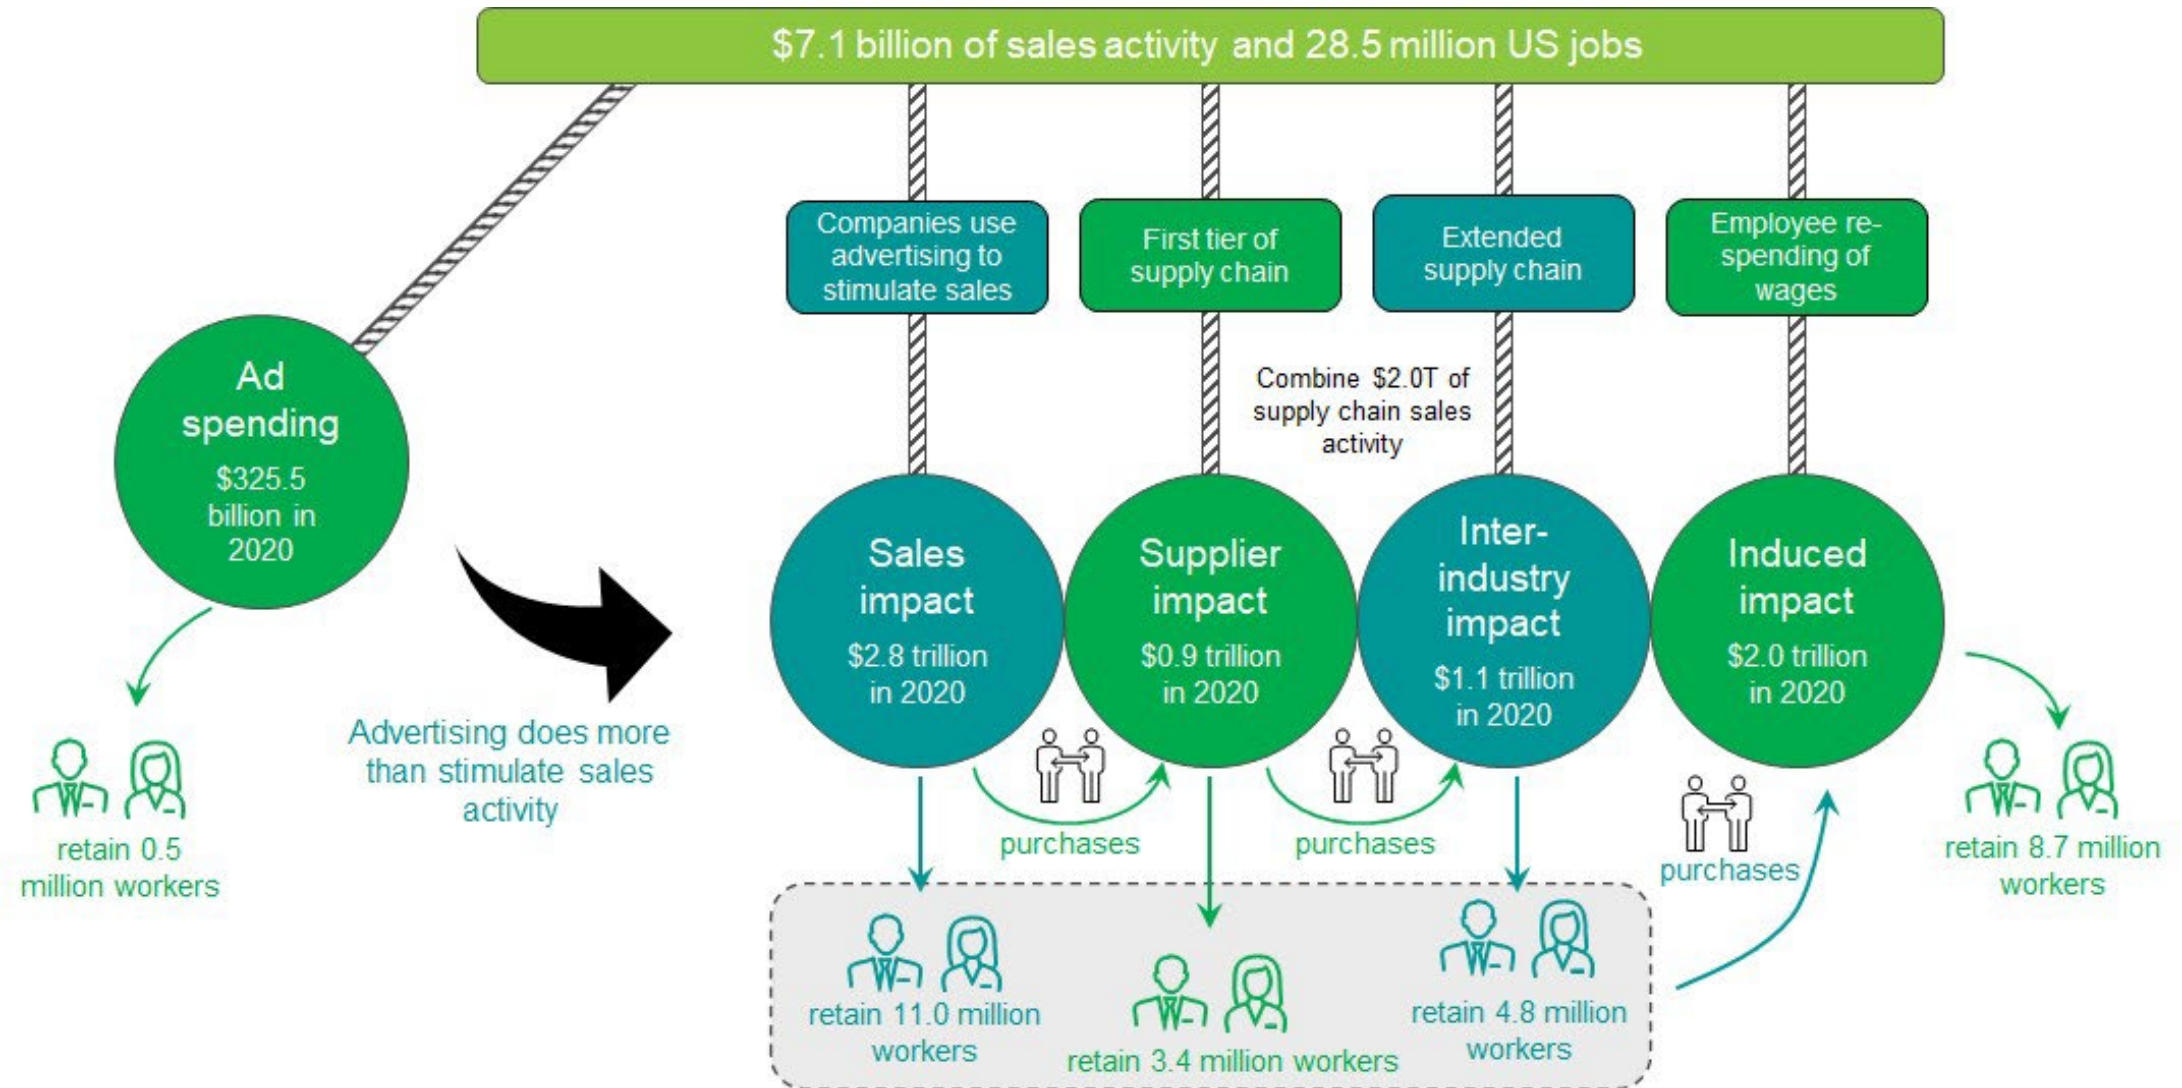 $7.1 billion of sales activity and 28.5 million US jobs
Companies use
advertising to
stimulate sales
First tier of
supply chain
Extended
supply chain
Employee re-
spending of
wages
Ad
spending
$325.5
billion in
2020
Combine $2.0T of
supply chain sales
activity
Sales
impact
$2.8 trillion
in 2020
Supplier
impact
$0.9 trillion
in 2020
Inter-
industry
impact
$1.1 trillion
in 2020
Induced
impact
$2.0 trillion
in 2020
Advertising does more
than stimulate sales
activity
retain 0.5
million workers
purchases
purchases
purchases
retain 8.7 million
workers
retain 11.0 million
workers
retain 3.4 million workers
retain 4.8 million
workers